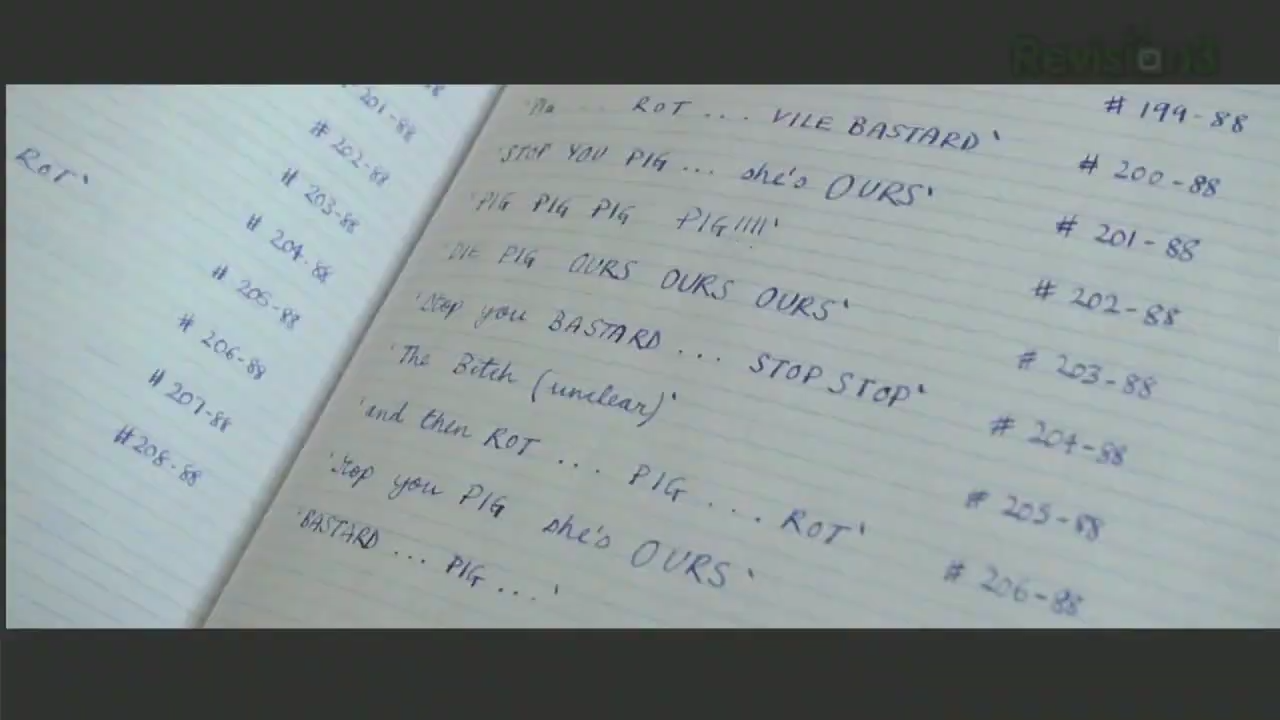 Revision3
201-88
# 202-88
ROT'
# 203-88
# 204-88
# 205-88
# 206-88
# 207-88
#208-88
ROT .... VILE BASTARD' # 199-88
'STOP YOU PIG ... she's OURS' # 200-88
'PIG PIG PIG PIG!!!!' # 201-88
'DIE PIG OURS OURS OURS' # 202-88
'Stop you BASTARD ... STOP STOP' # 203-88
'The Bitch (unclear)' # 204-88
'and then ROT .... PIG .... ROT' # 205-88
'Stop you PIG she's OURS' # 206-88
'BASTARD ... PIG ...'